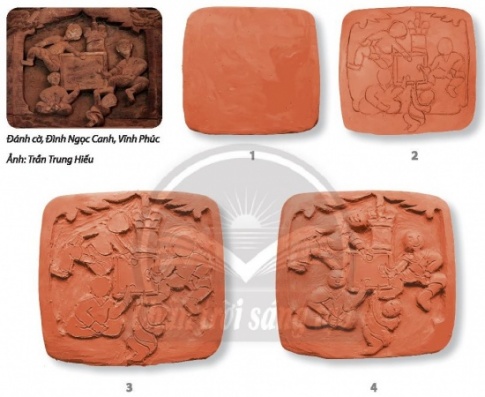 Đánh cờ, Đình Ngọc Canh, Vĩnh Phúc
Ảnh: Trần Trung Hiếu
1
2
3
4